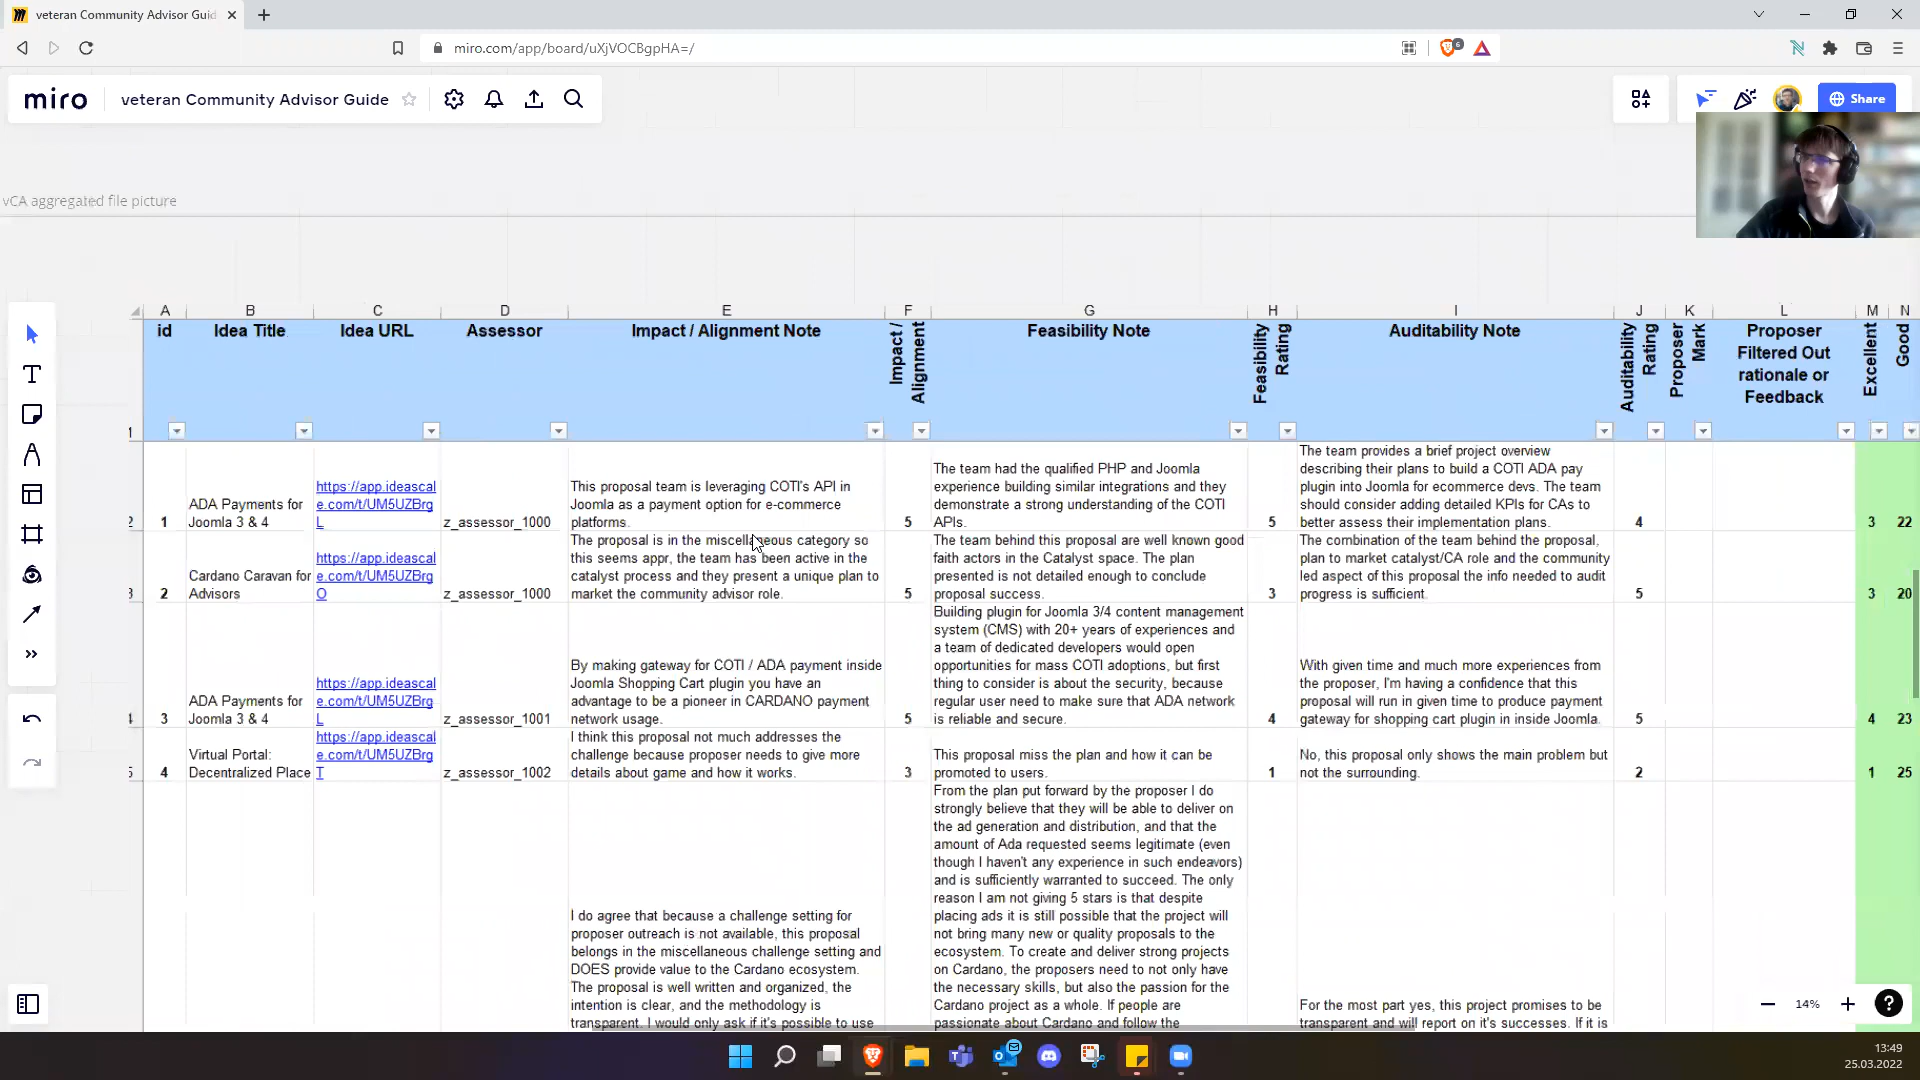 veteran Community Advisor Guid
miro.com/app/board/uXjVOCBgpHA=/
6
miro
veteran Community Advisor Guide
Share
vCA aggregated file picture
A B C D E F G H I J K L M N
id
Idea Title
Idea URL
Assessor
Impact / Alignment Note
Impact /
Alignment
Feasibility Note
Feasibility
Rating
Auditability Note
Auditability
Rating
Proposer
Mark
Proposer
Filtered Out
rationale or
Feedback
Excellent
Good
1
2
1
ADA Payments for
Joomla 3 & 4
https://app.ideascal
e.com/t/UM5UZBrg
L
z_assessor_1000
This proposal team is leveraging COTI's API in
Joomla as a payment option for e-commerce
platforms.
5
The team had the qualified PHP and Joomla
experience building similar integrations and they
demonstrate a strong understanding of the COTI
APIs.
5
The team provides a brief project overview
describing their plans to build a COTI ADA pay
plugin into Joomla for ecommerce devs. The team
should consider adding detailed KPIs for CAs to
better assess their implementation plans.
4
3
22
3
2
Cardano Caravan for
Advisors
https://app.ideascal
e.com/t/UM5UZBrg
O
z_assessor_1000
The proposal is in the miscellaneous category so
this seems appr, the team has been active in the
catalyst process and they present a unique plan to
market the community advisor role.
5
The team behind this proposal are well known good
faith actors in the Catalyst space. The plan
presented is not detailed enough to conclude
proposal success.
3
The combination of the team behind the proposal,
plan to market catalyst/CA role and the community
led aspect of this proposal the info needed to audit
progress is sufficient.
5
3
20
4
3
ADA Payments for
Joomla 3 & 4
https://app.ideascal
e.com/t/UM5UZBrg
L
z_assessor_1001
By making gateway for COTI / ADA payment inside
Joomla Shopping Cart plugin you have an
advantage to be a pioneer in CARDANO payment
network usage.
5
Building plugin for Joomla 3/4 content management
system (CMS) with 20+ years of experiences and
a team of dedicated developers would open
opportunities for mass COTI adoptions, but first
thing to consider is about the security, because
regular user need to make sure that ADA network
is reliable and secure.
4
With given time and much more experiences from
the proposer, I'm having a confidence that this
proposal will run in given time to produce payment
gateway for shopping cart plugin in inside Joomla.
5
4
23
5
4
Virtual Portal:
Decentralized Place
https://app.ideascal
e.com/t/UM5UZBrg
T
z_assessor_1002
I think this proposal not much addresses the
challenge because proposer needs to give more
details about game and how it works.
3
This proposal miss the plan and how it can be
promoted to users.
1
No, this proposal only shows the main problem but
not the surrounding.
2
1
25
I do agree that because a challenge setting for
proposer outreach is not available, this proposal
belongs in the miscellaneous challenge setting and
DOES provide value to the Cardano ecosystem.
The proposal is well written and organized, the
intention is clear, and the methodology is
transparent. I would only ask if it's possible to use
From the plan put forward by the proposer I do
strongly believe that they will be able to deliver on
the ad generation and distribution, and that the
amount of Ada requested seems legitimate (even
though I haven't any experience in such endeavors)
and is sufficiently warranted to succeed. The only
reason I am not giving 5 stars is that despite
placing ads it is still possible that the project will
not bring many new or quality proposals to the
ecosystem. To create and deliver strong projects
on Cardano, the proposers need to not only have
the necessary skills, but also the passion for the
Cardano project as a whole. If people are
passionate about Cardano and follow the
For the most part yes, this project promises to be
transparent and will report on it's successes. If it is
14%
?
13:49
25.03.2022